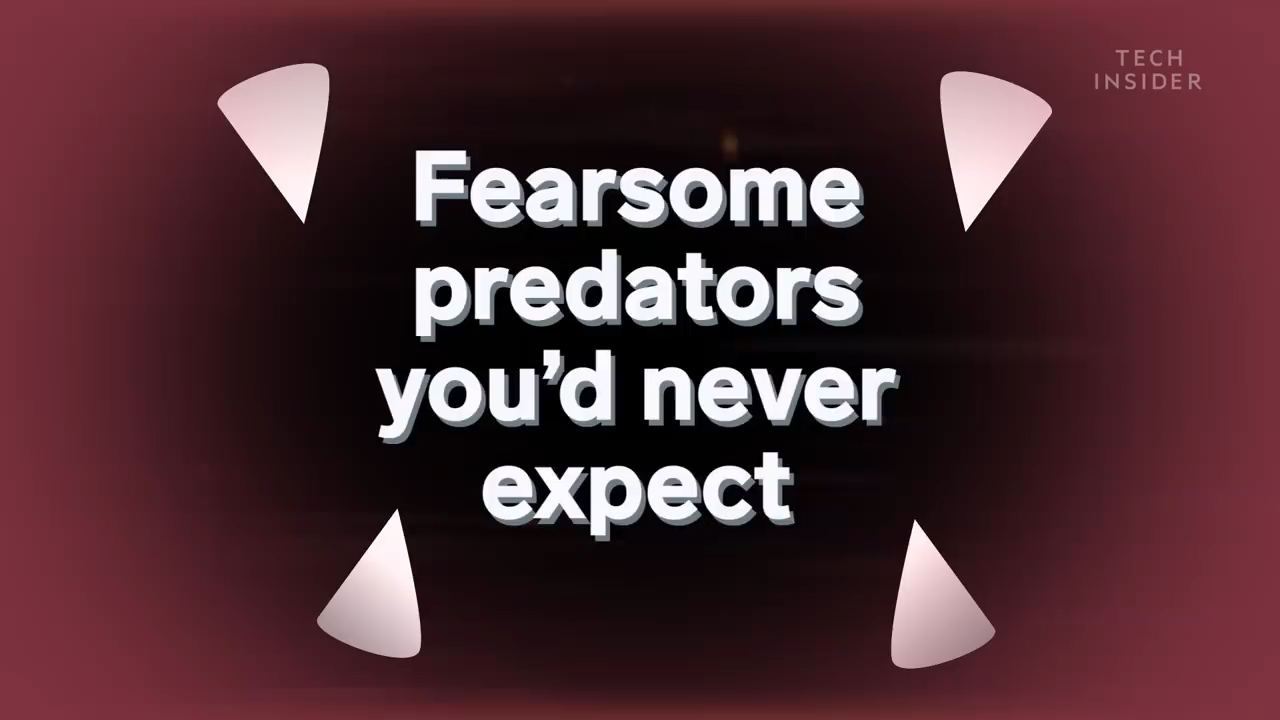 TECH
INSIDER
Fearsome
predators
you’d never
expect